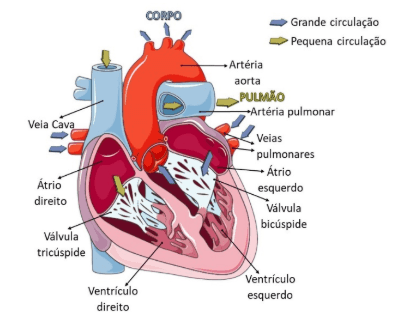 CORPO
Grande circulação
Pequena circulação
Artéria
aorta
PULMÃO
Artéria pulmonar
Veia Cava
Veias
pulmonares
Átrio
direito
Átrio
esquerdo
Válvula
bicúspide
Válvula
tricúspide
Ventrículo
direito
Ventrículo
esquerdo